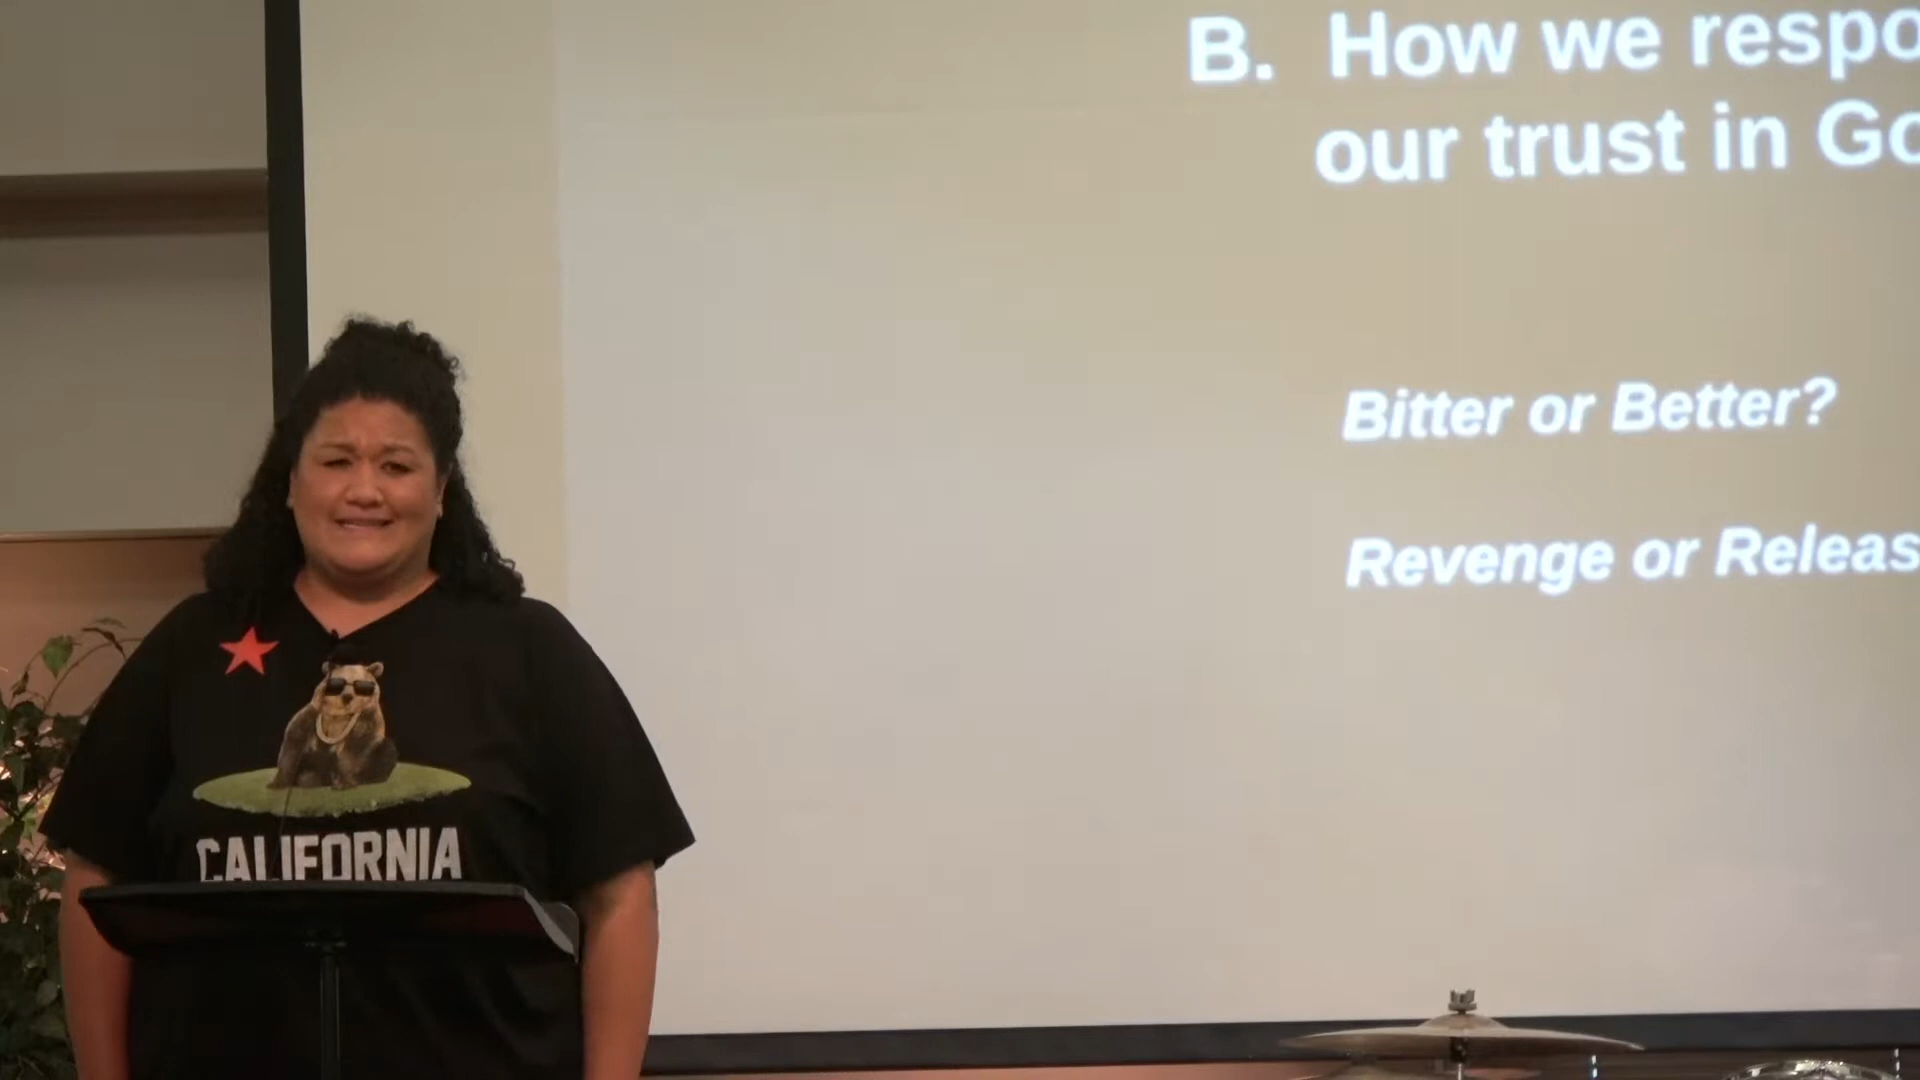 B. How we respo
our trust in Go
Bitter or Better?
Revenge or Releas
CALIFORNIA